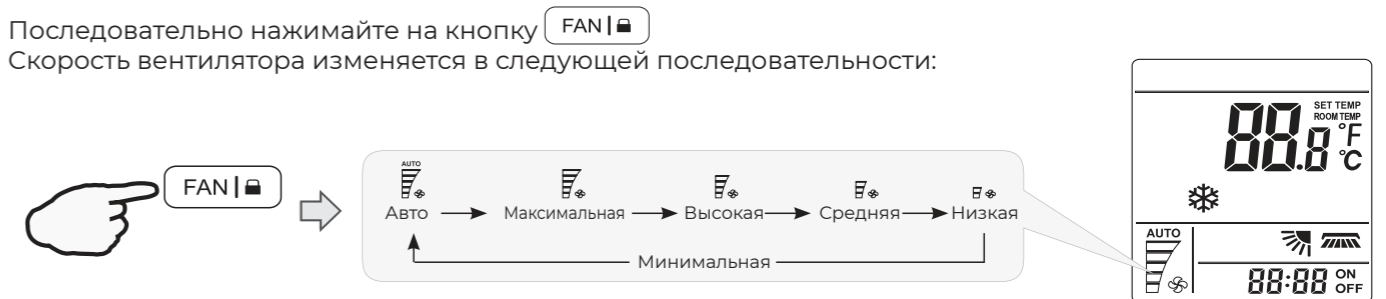 Последовательно нажимайте на кнопку FAN|
Скорость вентилятора изменяется в следующей последовательности:
FAN|
AUTO
Авто Максимальная Высокая Средняя Низкая
Минимальная
88.8 SET TEMP
ROOM TEMP
°F
°C
AUTO
88:88 ON
OFF